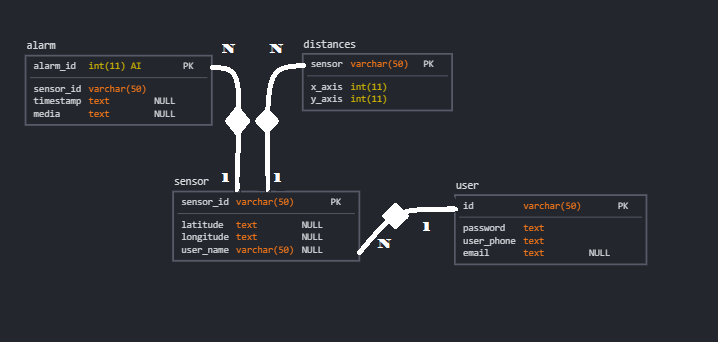 alarm
alarm_id int(11) AI PK
sensor_id varchar(50)
timestamp text NULL
media text NULL
N
N
distances
sensor varchar(50) PK
x_axis int(11)
y_axis int(11)
1
1
sensor
sensor_id varchar(50) PK
latitude text NULL
longitude text NULL
user_name varchar(50) NULL
N
1
user
id varchar(50) PK
password text
user_phone text
email text NULL